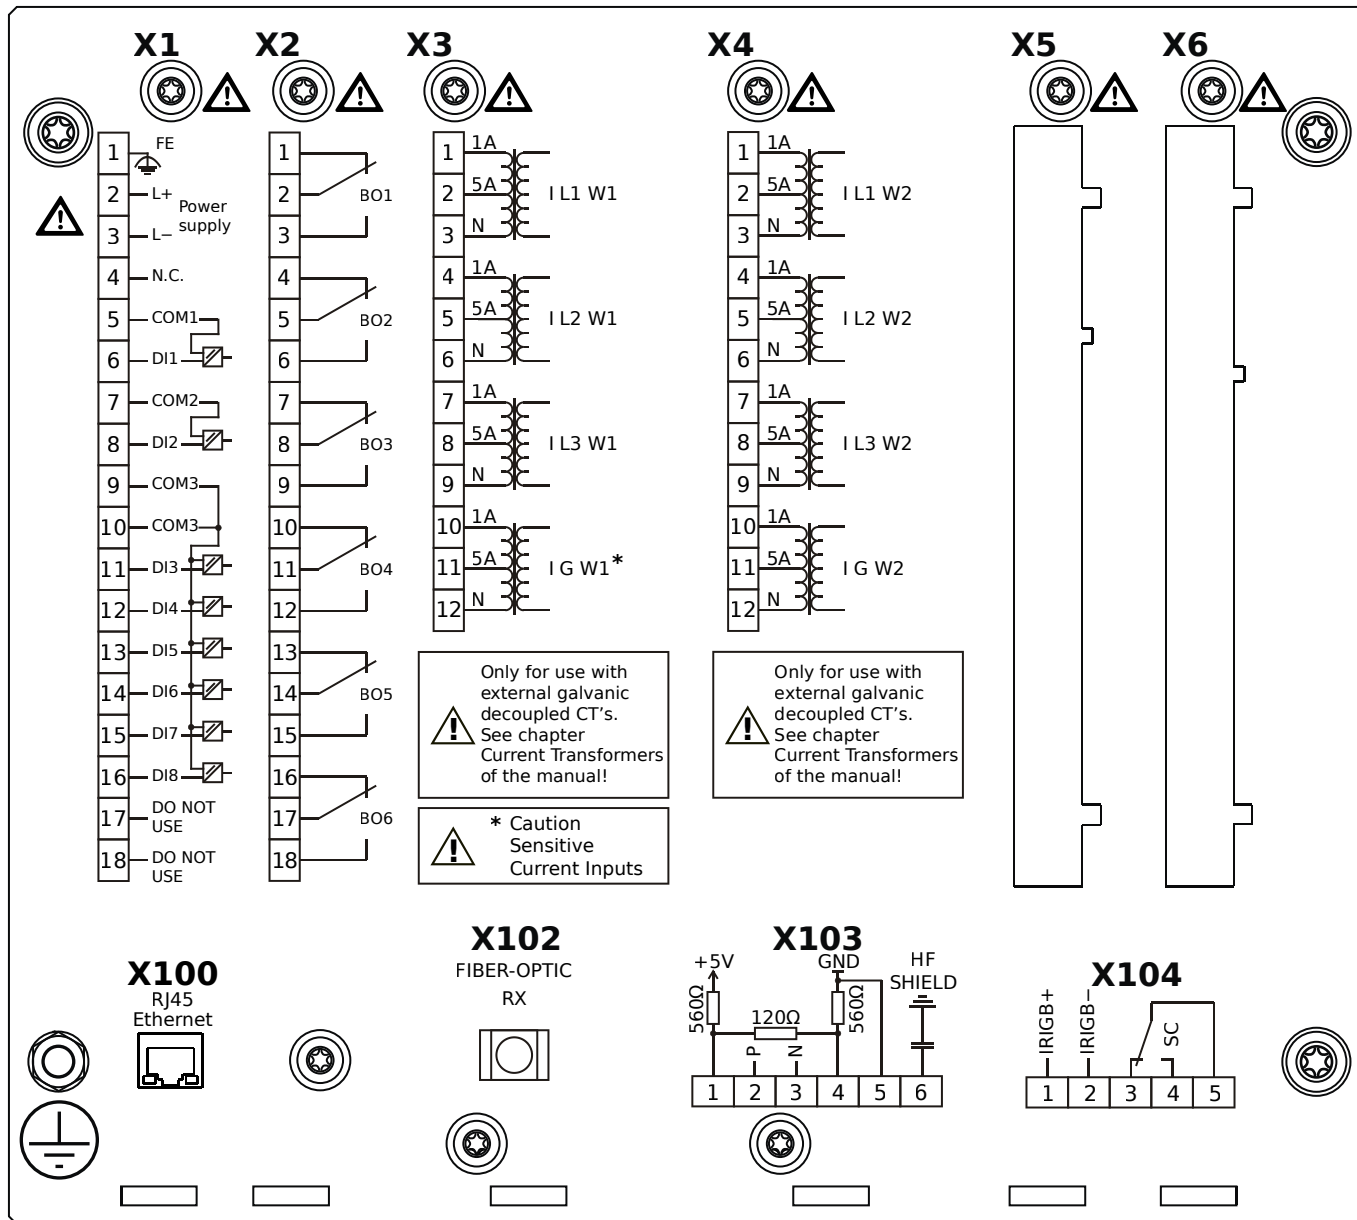 X1
X2
X3
X4
X5
X6
1 FE
2 L+ Power
supply
3 L−
4 N.C.
5 COM1
6 DI1
7 COM2
8 DI2
9 COM3
10 COM3
11 DI3
12 DI4
13 DI5
14 DI6
15 DI7
16 DI8
17 DO NOT
USE
18 DO NOT
USE
1
2 BO1
3
4
5 BO2
6
7
8 BO3
9
10
11 BO4
12
13
14 BO5
15
16
17 BO6
18
1 1A
2 5A I L1 W1
3 N
4 1A
5 5A I L2 W1
6 N
7 1A
8 5A I L3 W1
9 N
10 1A
11 5A I G W1*
12 N
! Only for use with
external galvanic
decoupled CT's.
See chapter
Current Transformers
of the manual!
! * Caution
Sensitive
Current Inputs
1 1A
2 5A I L1 W2
3 N
4 1A
5 5A I L2 W2
6 N
7 1A
8 5A I L3 W2
9 N
10 1A
11 5A I G W2
12 N
! Only for use with
external galvanic
decoupled CT's.
See chapter
Current Transformers
of the manual!
X100
RJ45
Ethernet
X102
FIBER-OPTIC
RX
X103
+5V
GND
HF
SHIELD
560Ω
120Ω
560Ω
P
N
1 2 3 4 5 6
X104
IRIGB+
IRIGB−
SC
1 2 3 4 5